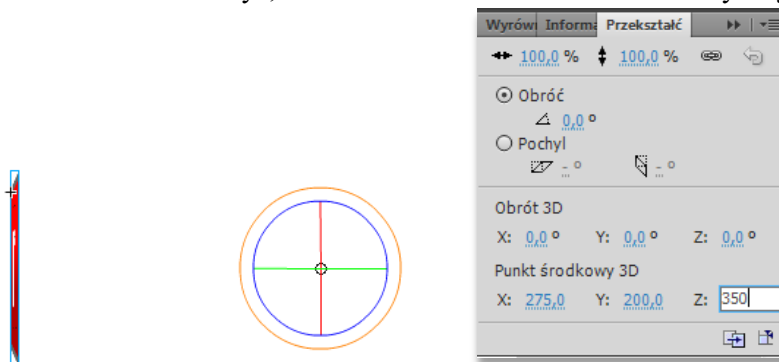 Wyrówn Informa Przekształć
100,0 % 100,0 %
Obróć
0,0 °
Pochyl
- ° - °
Obrót 3D
X: 0,0 ° Y: 0,0 ° Z: 0,0 °
Punkt środkowy 3D
X: 275,0 Y: 200,0 Z: 350